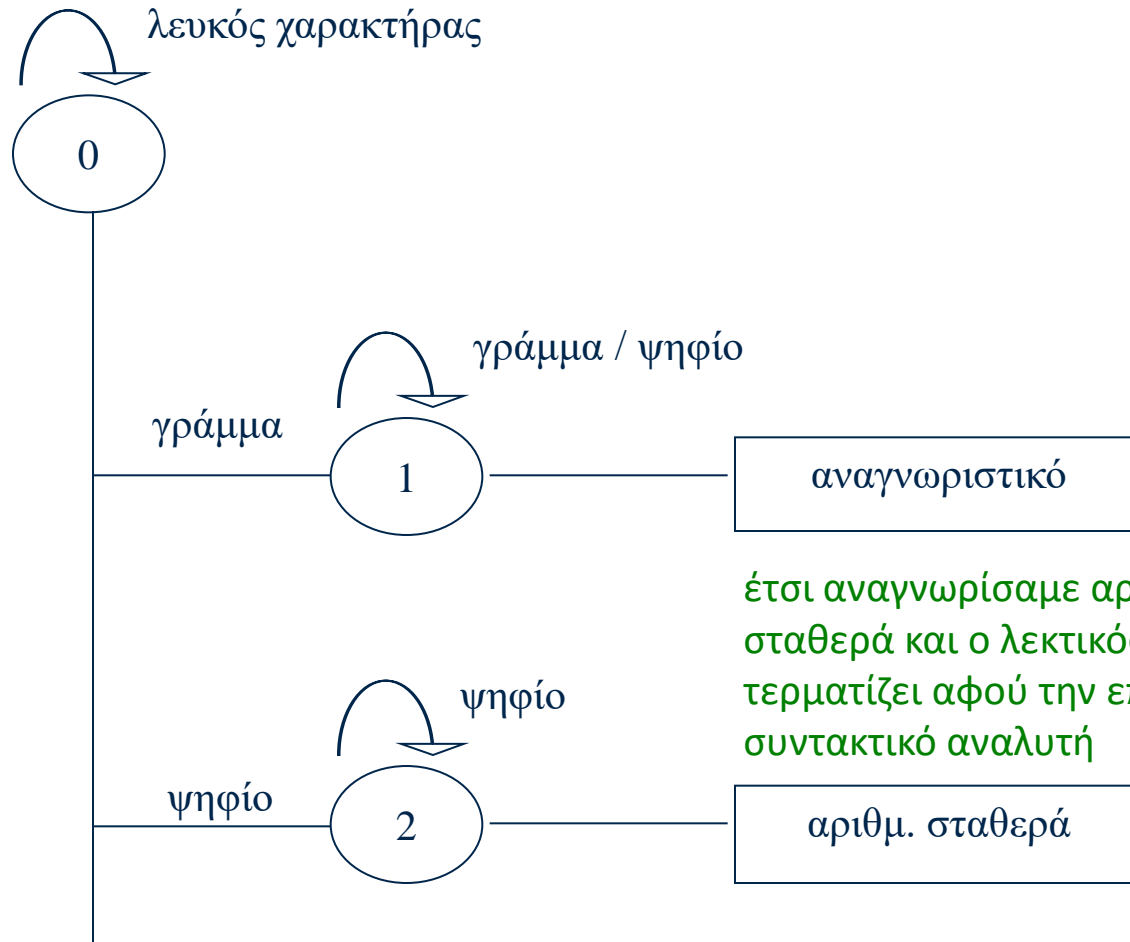 λευκός χαρακτήρας
0
γράμμα / ψηφίο
γράμμα
1
αναγνωριστικό
έτσι αναγνωρίσαμε
σταθερά και ο
τερματίζει αφού την
συντακτικό αναλυτή
ψηφίο
ψηφίο
2
αριθμ. σταθερά